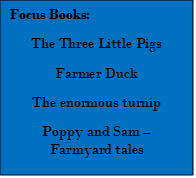 Focus Books:
The Three Little Pigs
Farmer Duck
The enormous turnip
Poppy and Sam –
Farmyard tales